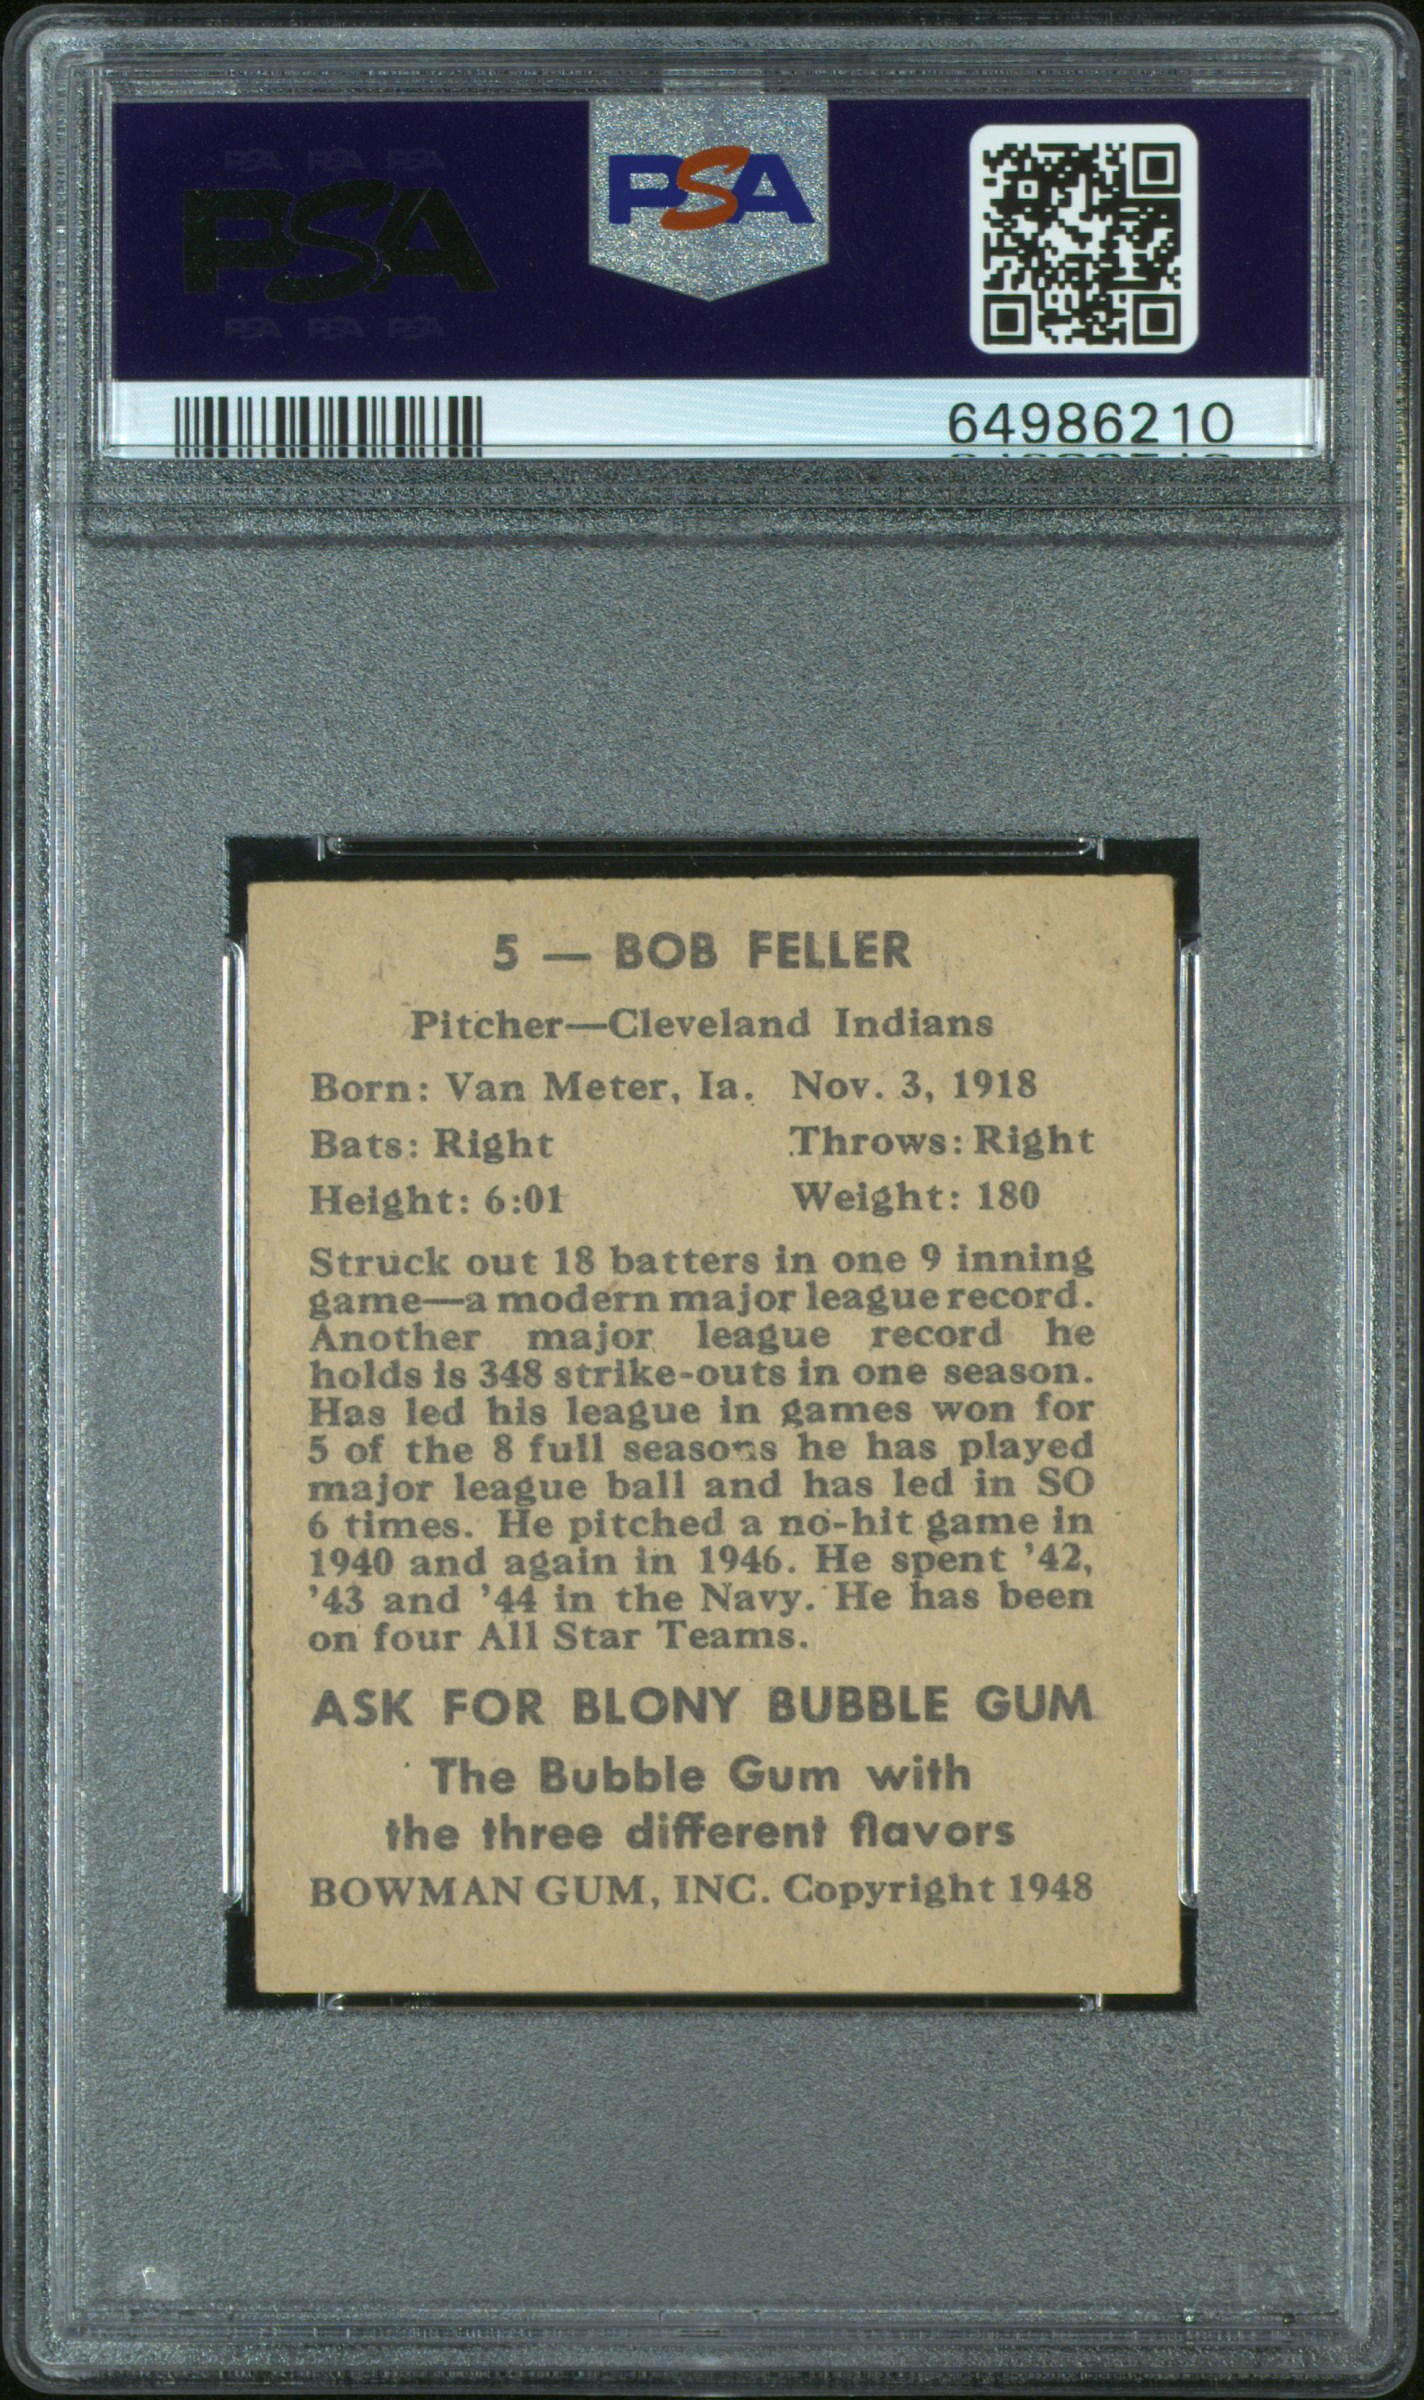 PSA PSA PSA
PSA
PSA PSA PSA
PSA
64986210
5 — BOB FELLER
Pitcher—Cleveland Indians
Born: Van Meter, Ia. Nov. 3, 1918
Bats: Right Throws: Right
Height: 6:01 Weight: 180
Struck out 18 batters in one 9 inning
game—a modern major league record.
Another major league record he
holds is 348 strike-outs in one season.
Has led his league in games won for
5 of the 8 full seasons he has played
major league ball and has led in SO
6 times. He pitched a no-hit game in
1940 and again in 1946. He spent '42,
'43 and '44 in the Navy. He has been
on four All Star Teams.
ASK FOR BLONY BUBBLE GUM
The Bubble Gum with
the three different flavors
BOWMAN GUM, INC. Copyright 1948